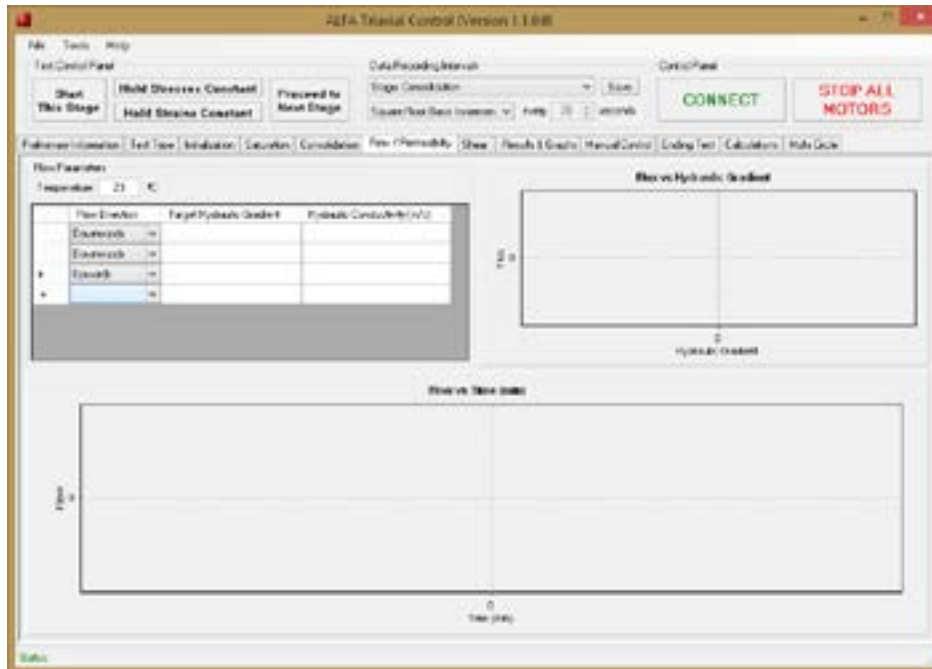 ALFA Triaxial Control (Version 1.1.88)
File Tools Help
Test Control Panel
Data Recording Intervals
Control Panel
Start This Stage
Hold Stresses Constant
Hold Strains Constant
Proceed to Next Stage
Stage Consolidation
Save
Square Root Base Increment
every
seconds
CONNECT
STOP ALL MOTORS
Preliminary Information Test Type Initialization Saturation Consolidation Flow / Permeability Shear Results & Graphs Manual Control Ending Test Calculations Mohr Circle
Flow Parameters
Temperature 21 °C
Flow Direction Target Hydraulic Gradient Hydraulic Conductivity (m/s)
Downwards
Downwards
Upwards
Flow vs Hydraulic Gradient
Flow
0
0
Hydraulic Gradient
Flow vs. Time (min)
Flow
0
0
Time (min)
Status: